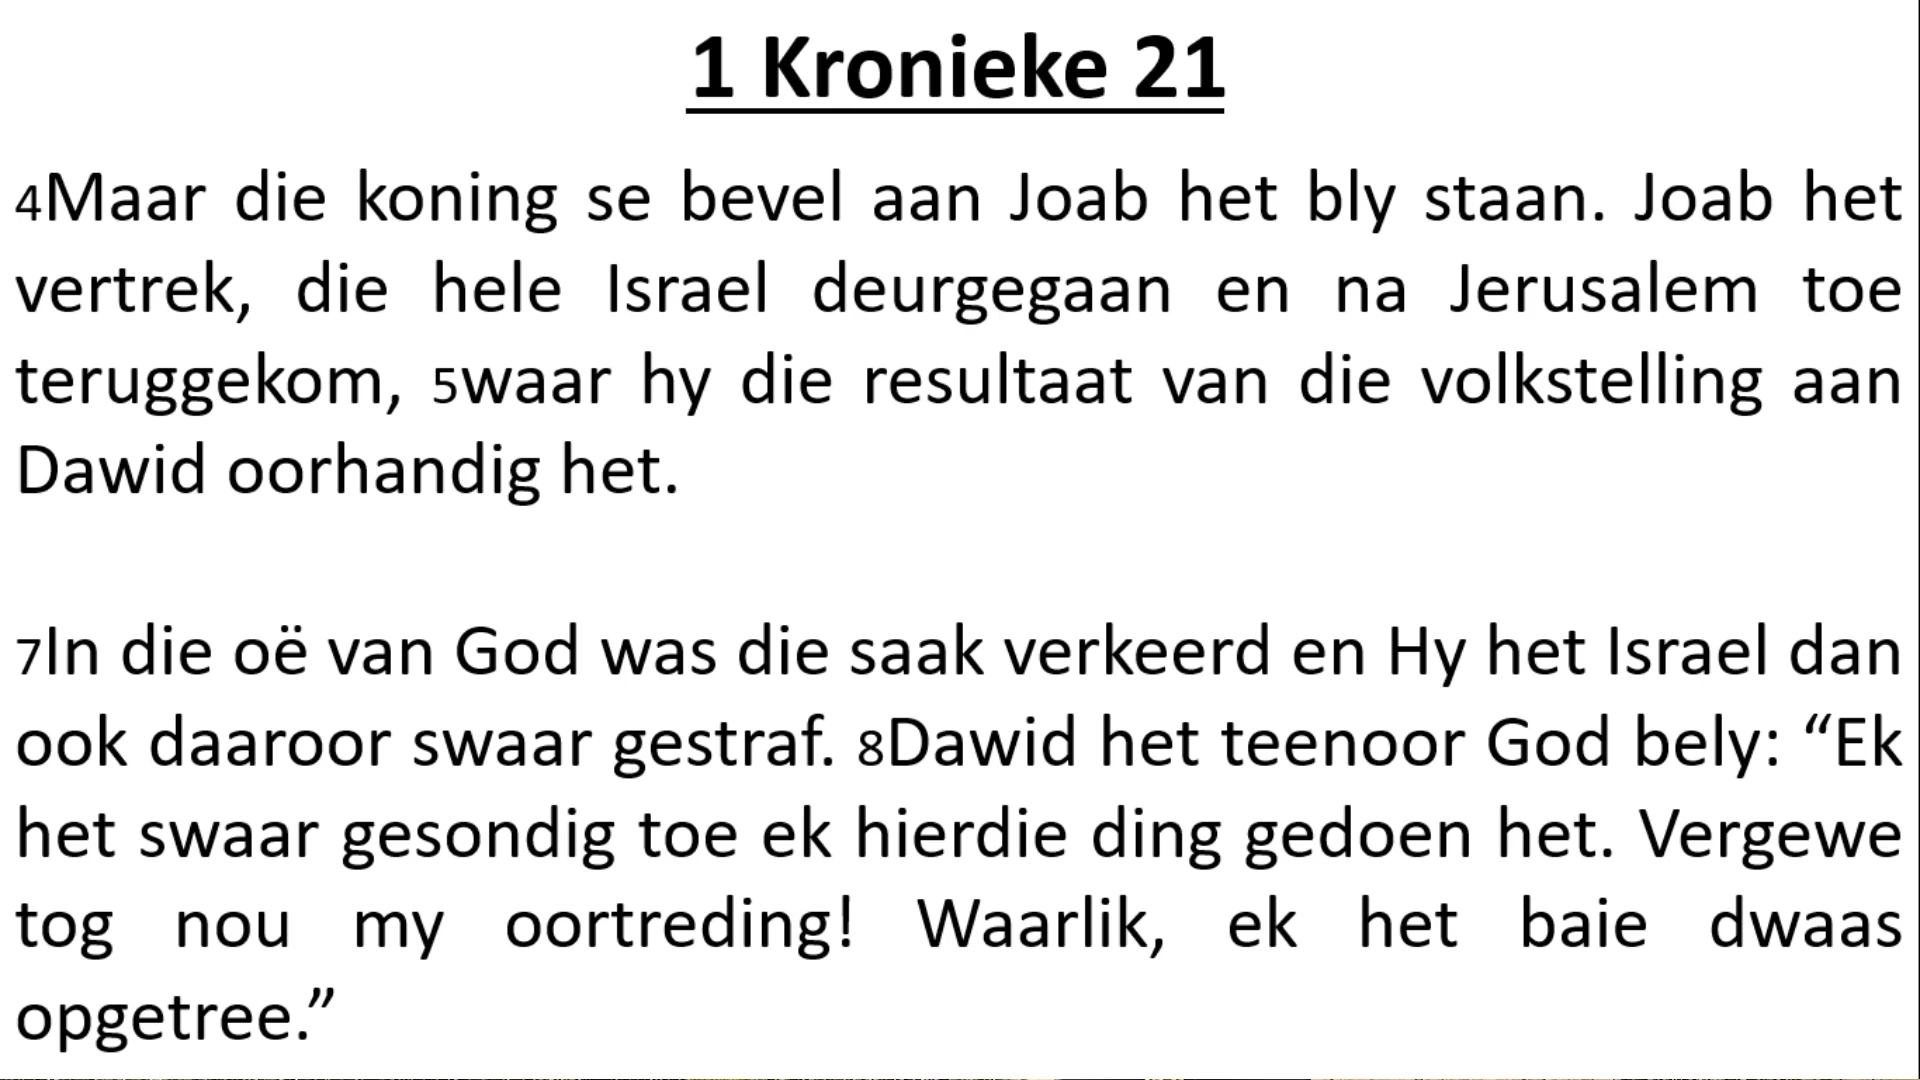 1 Kronieke 21
4Maar die koning se bevel aan Joab het bly staan. Joab het
vertrek, die hele Israel deurgegaan en na Jerusalem toe
teruggekom, 5waar hy die resultaat van die volkstelling aan
Dawid oorhandig het.
7In die oë van God was die saak verkeerd en Hy het Israel dan
ook daaroor swaar gestraf. 8Dawid het teenoor God bely: “Ek
het swaar gesondig toe ek hierdie ding gedoen het. Vergewe
tog nou my oortreding! Waarlik, ek het baie dwaas
opgetree.”